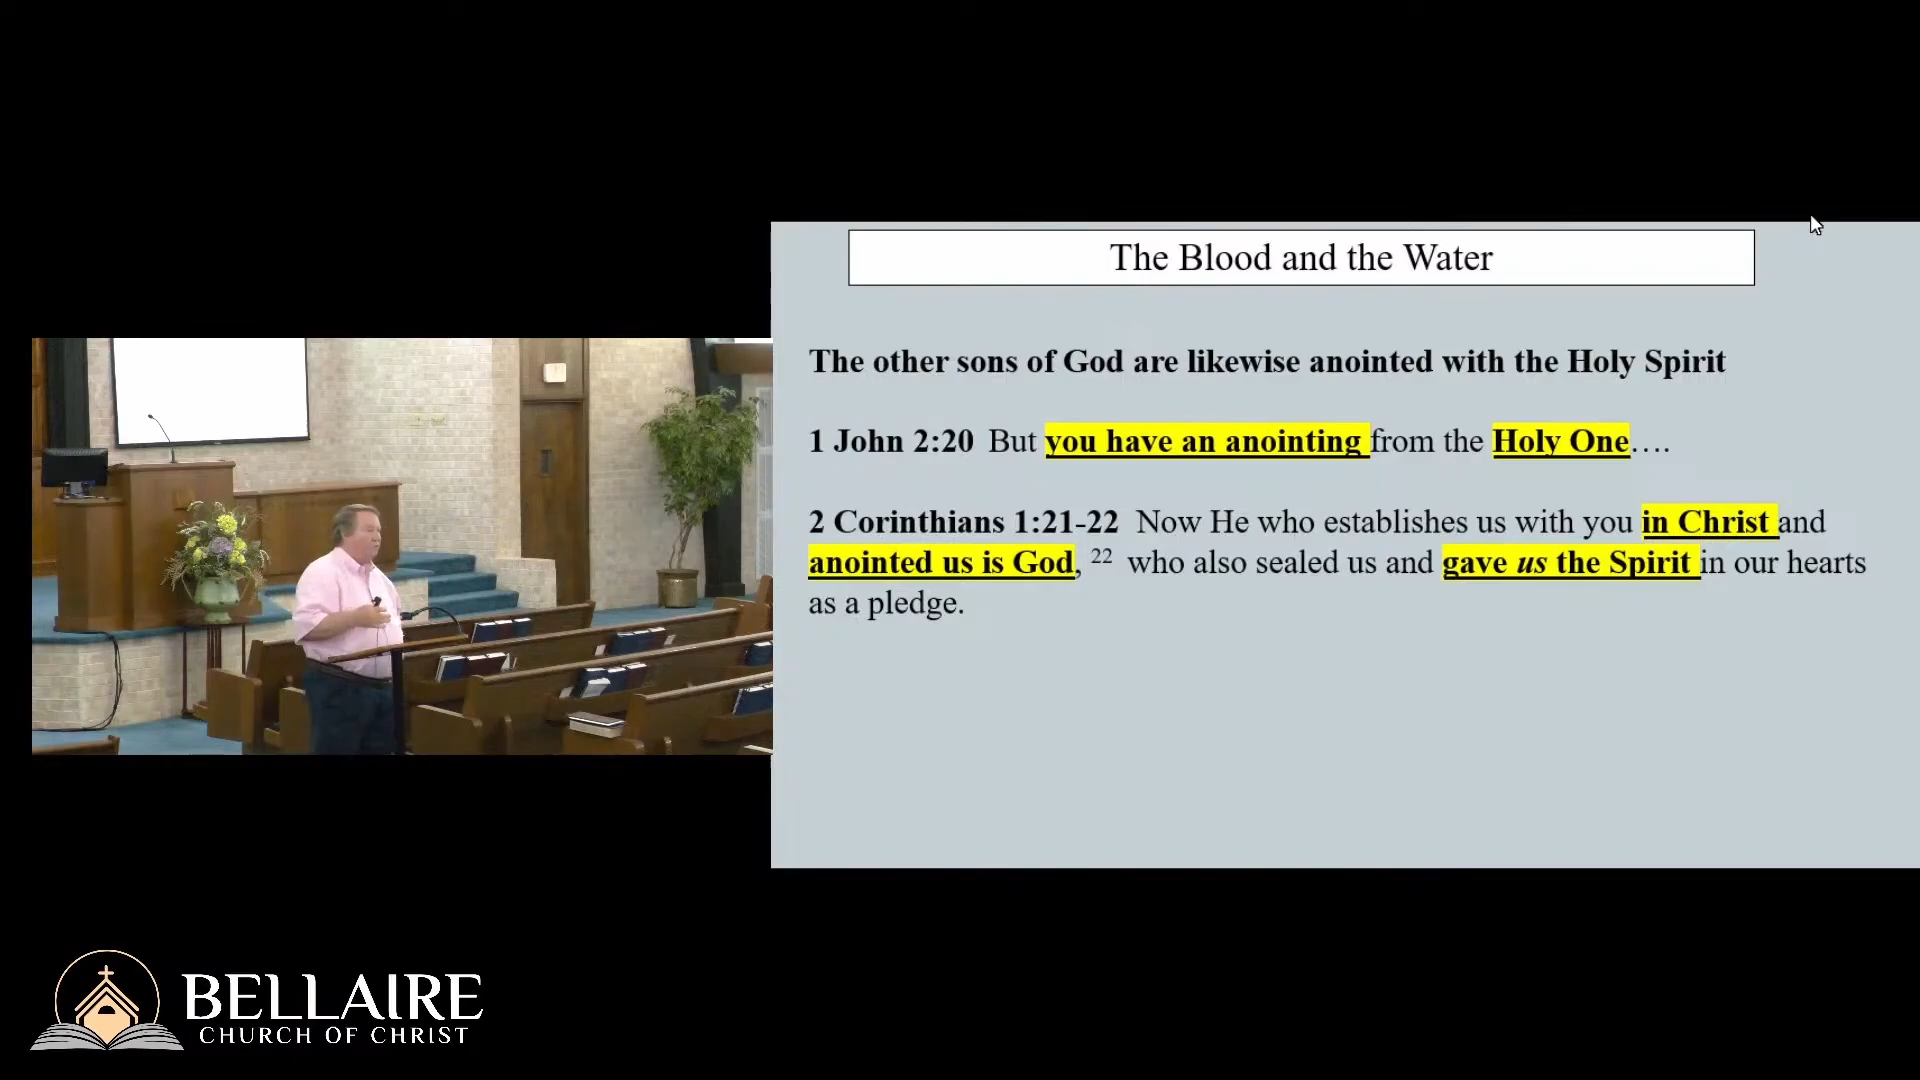 The Blood and the Water
The other sons of God are likewise anointed with the Holy Spirit
1 John 2:20 But you have an anointing from the Holy One….
2 Corinthians 1:21-22 Now He who establishes us with you in Christ and
anointed us is God, 22 who also sealed us and gave us the Spirit in our hearts
as a pledge.
BELLAIRE
CHURCH OF CHRIST